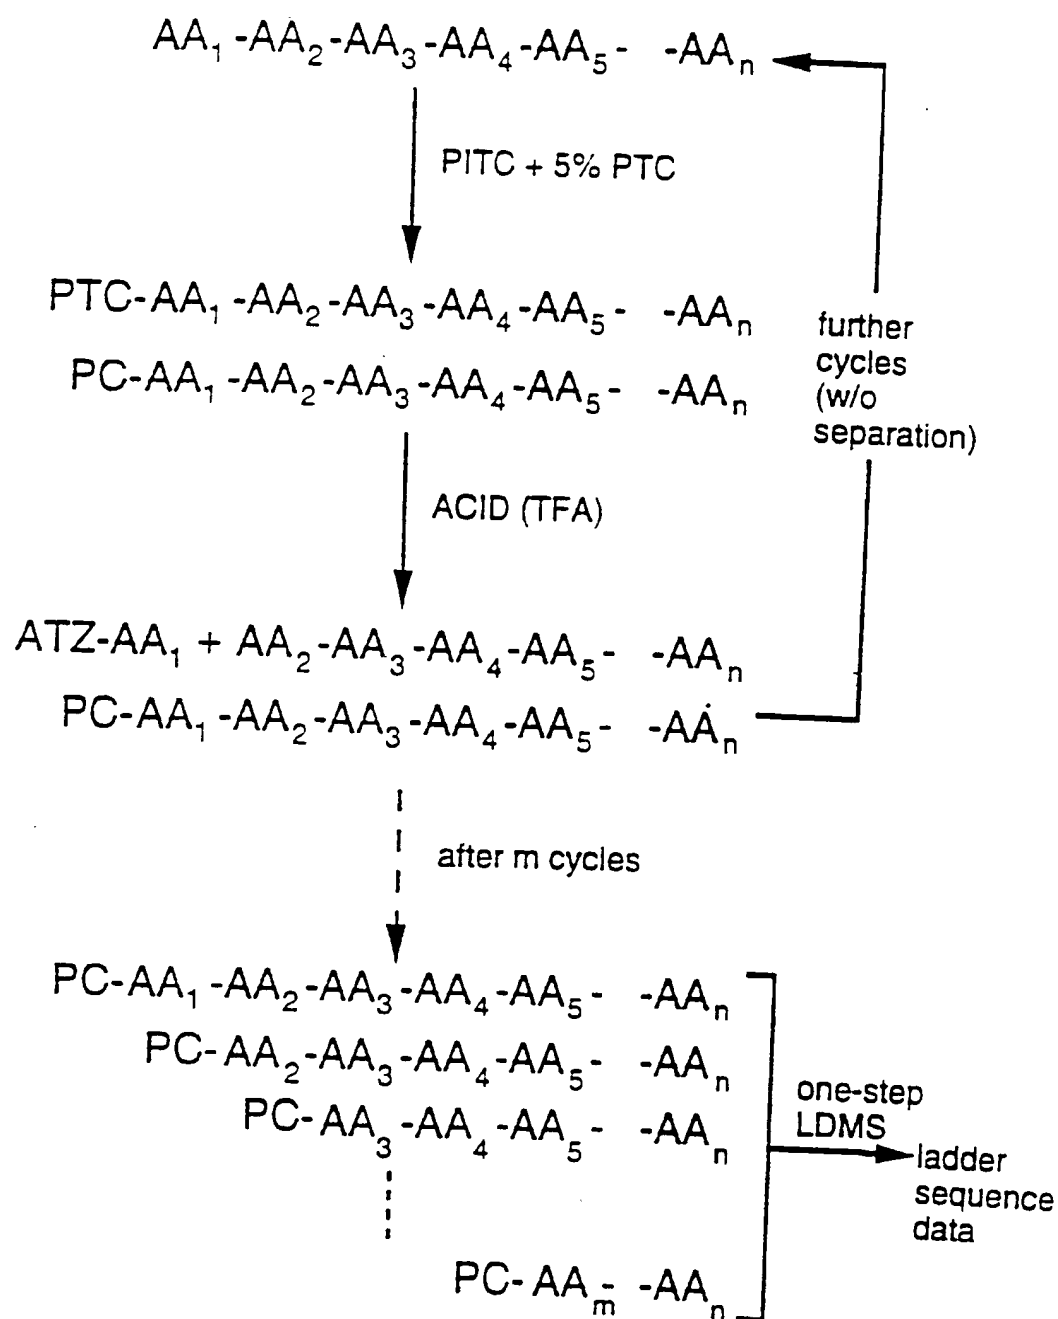 AA₁ -AA₂-AA₃-AA₄-AA₅- -AAₙ
PITC + 5% PTC
PTC-AA₁ -AA₂-AA₃-AA₄-AA₅- -AAₙ
PC-AA₁ -AA₂-AA₃-AA₄-AA₅- -AAₙ
further
cycles
(w/o
separation)
ACID (TFA)
ATZ-AA₁ + AA₂-AA₃-AA₄-AA₅- -AAₙ
PC-AA₁ -AA₂-AA₃-AA₄-AA₅- -AAₙ
after m cycles
PC-AA₁ -AA₂-AA₃-AA₄-AA₅- -AAₙ
PC-AA₂-AA₃-AA₄-AA₅- -AAₙ
PC-AA₃ -AA₄ -AA₅- -AAₙ
PC- AAₘ- -AAₙ
one-step
LDMS
ladder
sequence
data